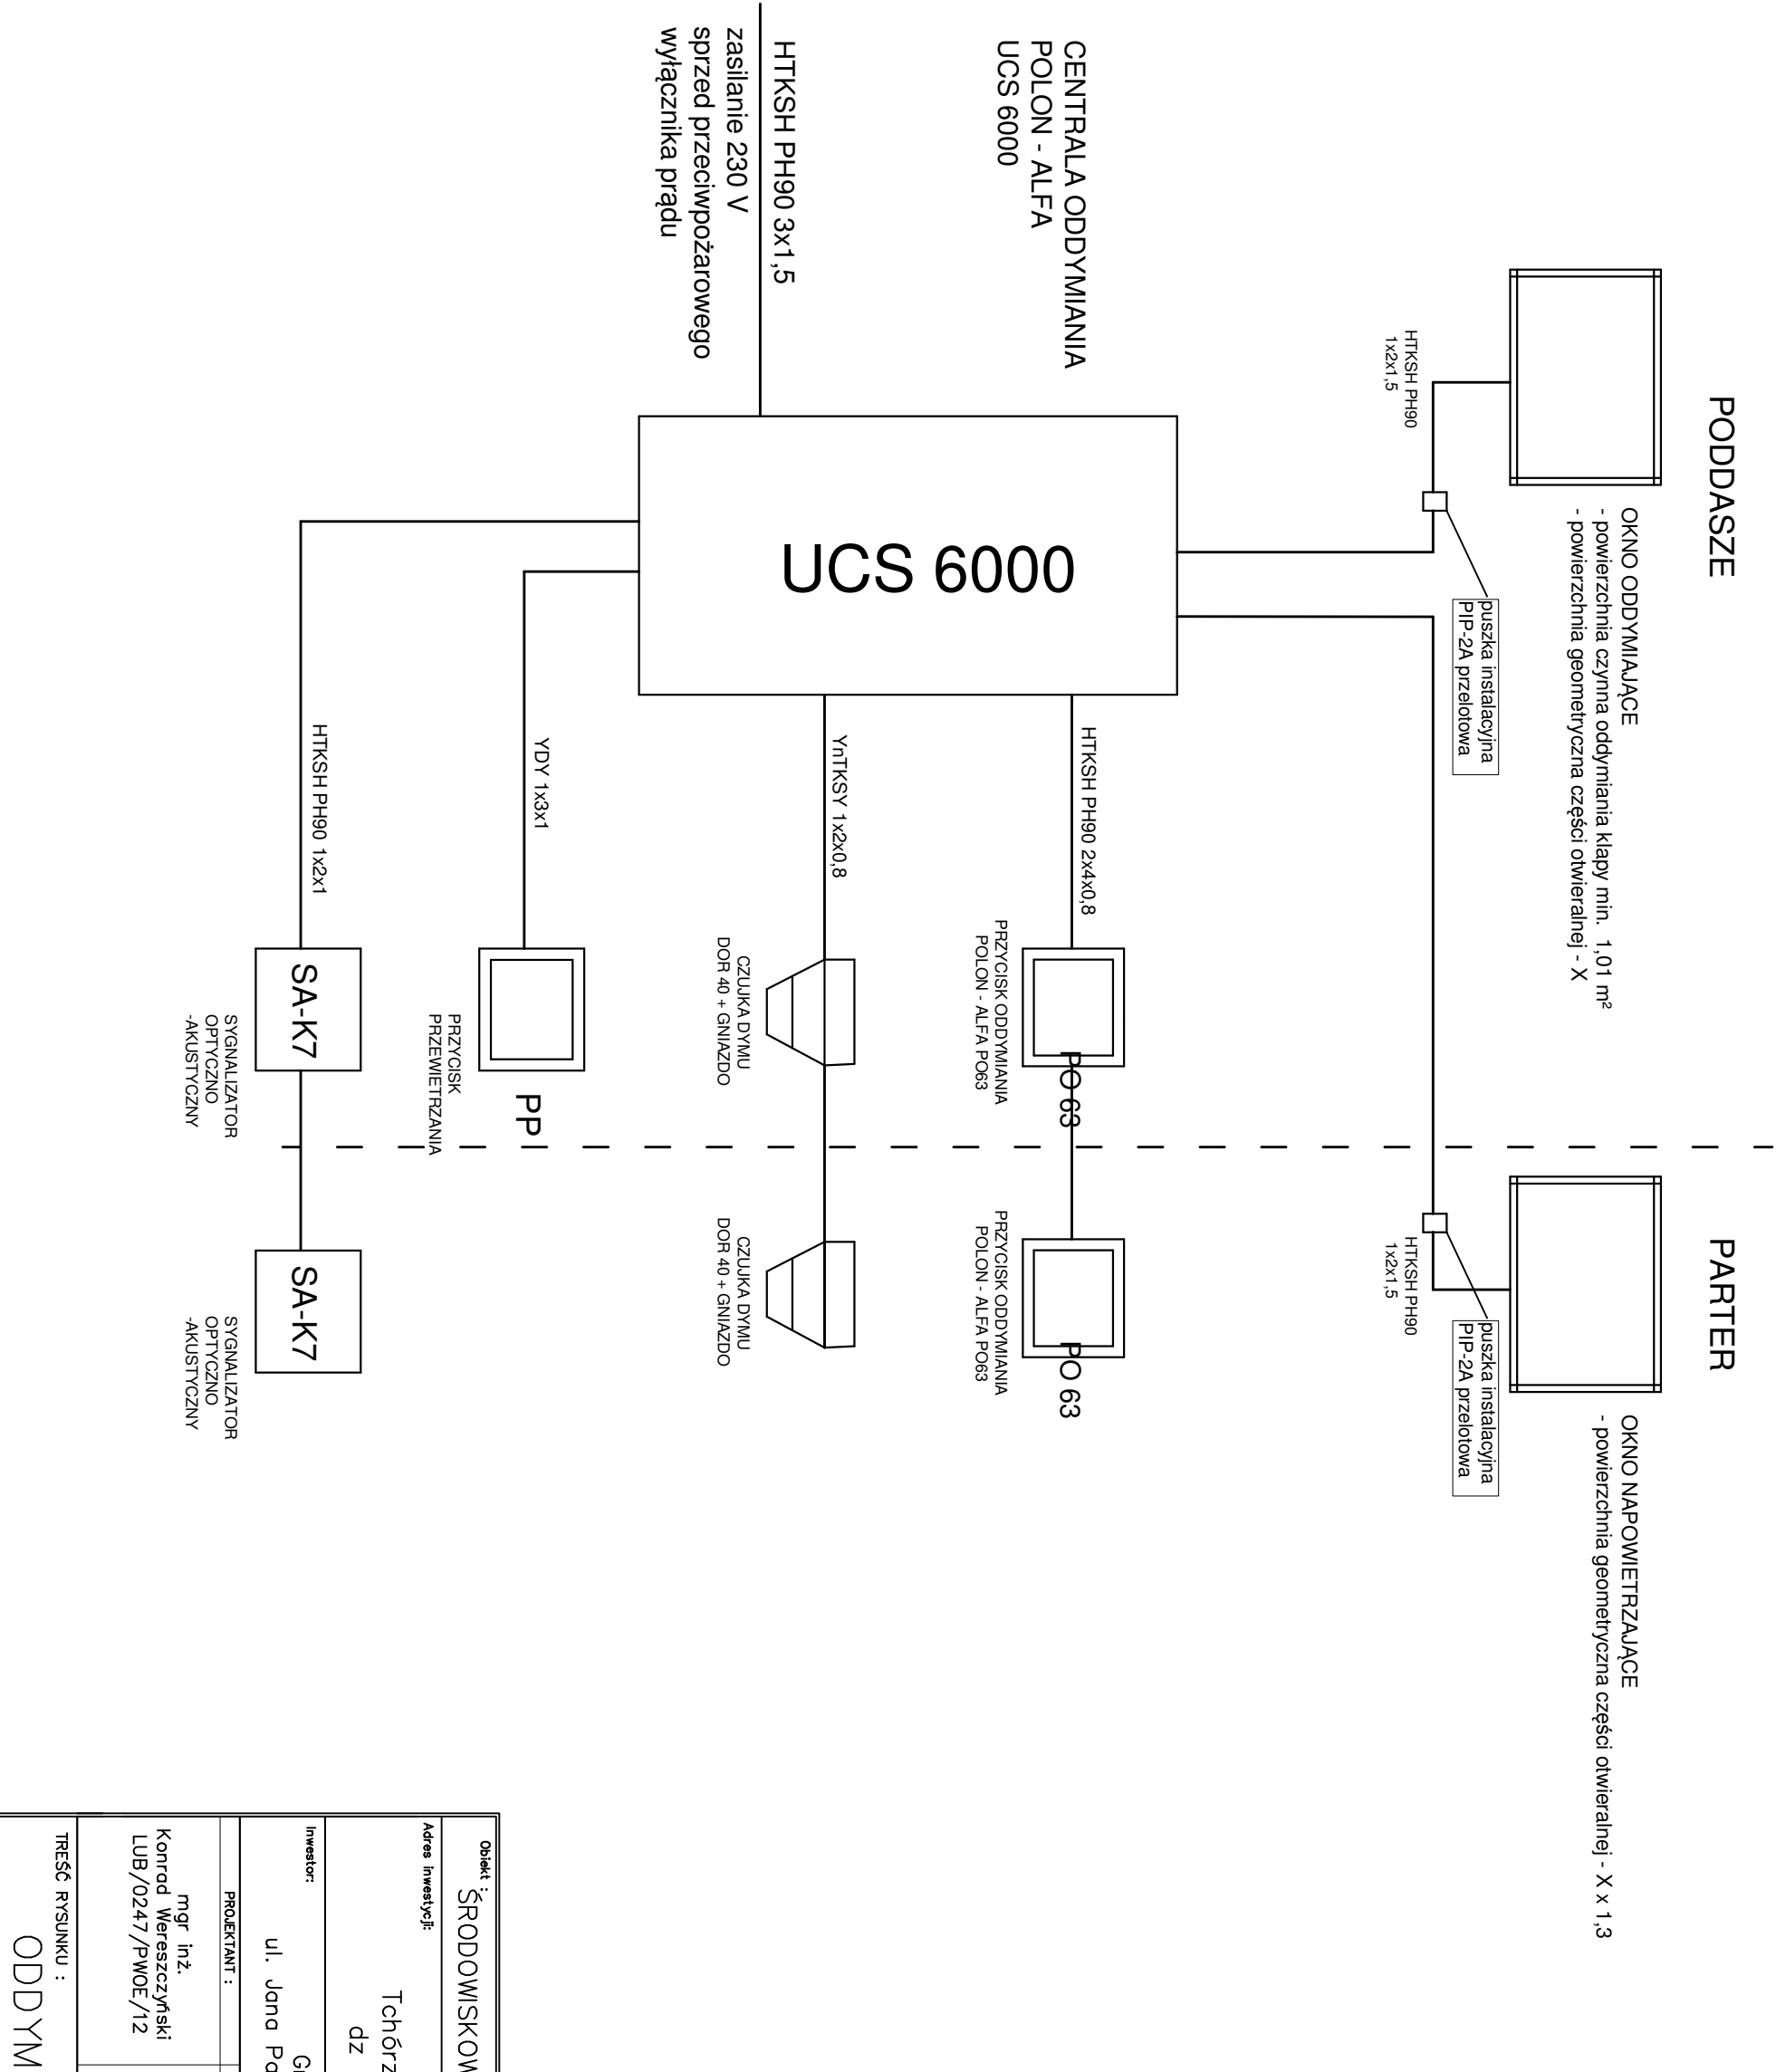 PODDASZE
OKNO ODDYMIAJĄCE
- powierzchnia czynna oddymiania klapy min. 1,01 m²
- powierzchnia geometryczna części otwieralnej - X
puszka instalacyjna
PIP-2A przelotowa
HTKSH PH90
1x2x1,5
PARTER
OKNO NAPOWIETRZAJĄCE
- powierzchnia geometryczna części otwieralnej - X x 1,3
puszka instalacyjna
PIP-2A przelotowa
HTKSH PH90
1x2x1,5
CENTRALA ODDYMIANIA
POLON - ALFA
UCS 6000
HTKSH PH90 3x1,5
zasilanie 230 V
sprzed przeciwpożarowego
wyłącznika prądu
UCS 6000
HTKSH PH90 2x4x0,8
PO 63
PRZYCISK ODDYMIANIA
POLON - ALFA PO63
PO 63
PRZYCISK ODDYMIANIA
POLON - ALFA PO63
YnTKSY 1x2x0,8
CZUJKA DYMU
DOR 40 + GNIAZDO
CZUJKA DYMU
DOR 40 + GNIAZDO
YDY 1x3x1
PP
PRZYCISK
PRZEWIETRZANIA
HTKSH PH90 1x2x1
SA-K7
SYGNALIZATOR
OPTYCZNO
-AKUSTYCZNY
SA-K7
SYGNALIZATOR
OPTYCZNO
-AKUSTYCZNY
Obiekt :
ŚRODOWISKOW
Adres inwestycji:
Tchórz
dz
Inwestor:
G
ul. Jana Pa
PROJEKTANT :
mgr inż.
Konrad Wereszczyński
LUB/0247/PWOE/12
TREŚĆ RYSUNKU :
ODDYM